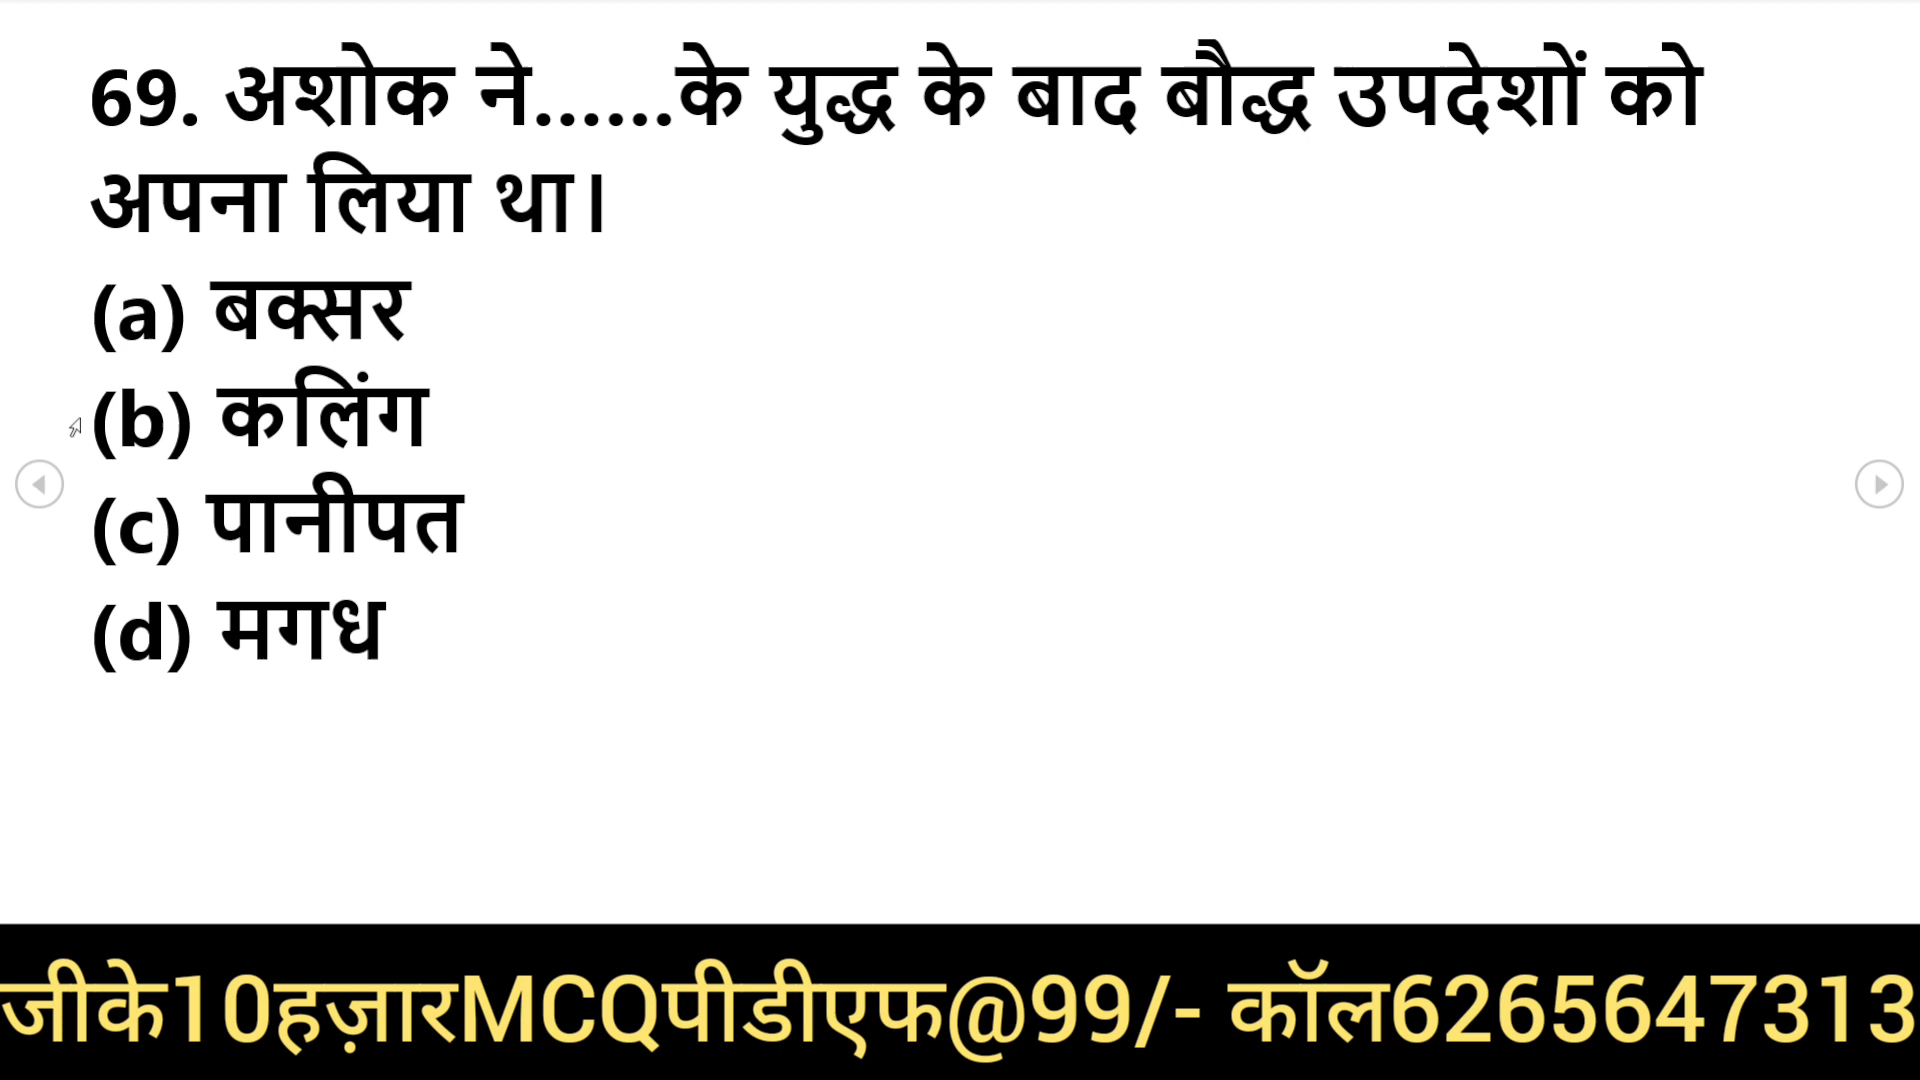 69. अशोक ने......के युद्ध के बाद बौद्ध उपदेशों को
अपना लिया था।
(a) बक्सर
(b) कलिंग
(c) पानीपत
(d) मगध
जीके10हज़ारMCQपीडीएफ@99/- कॉल6265647313